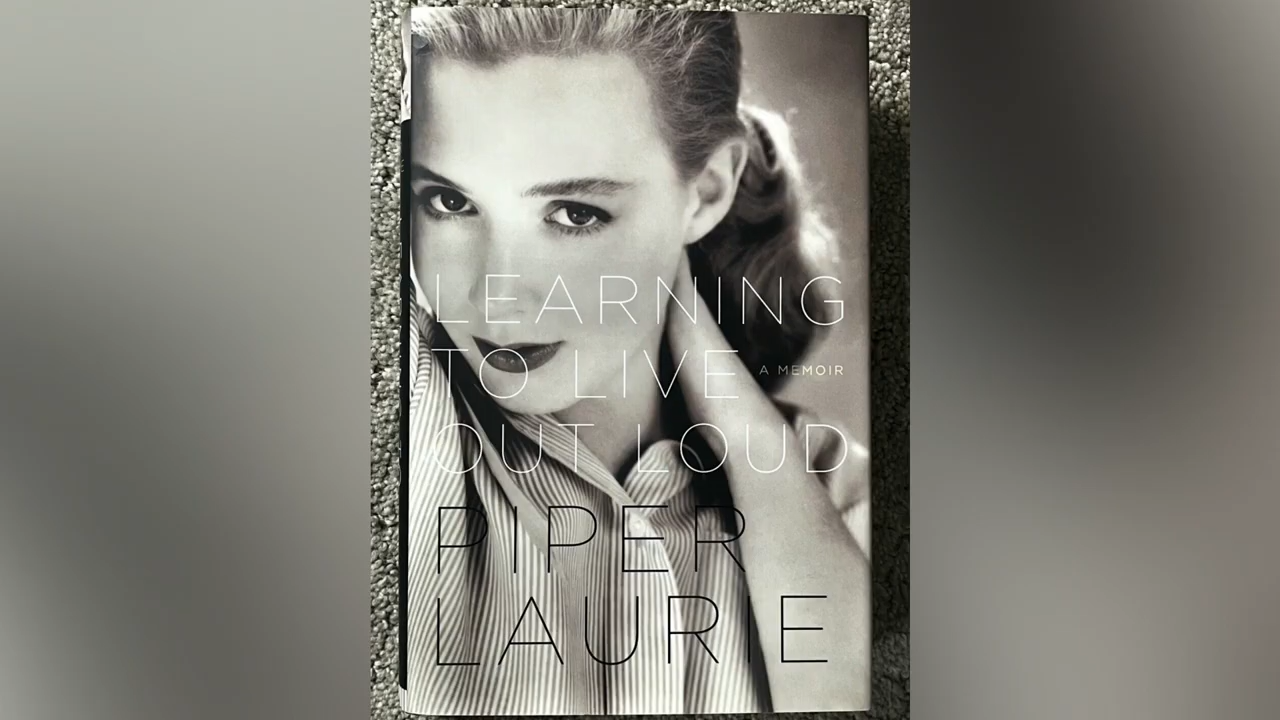 LEARNING
TO LIVE
A MEMOIR
OUT LOUD
PIPER
LAURIE